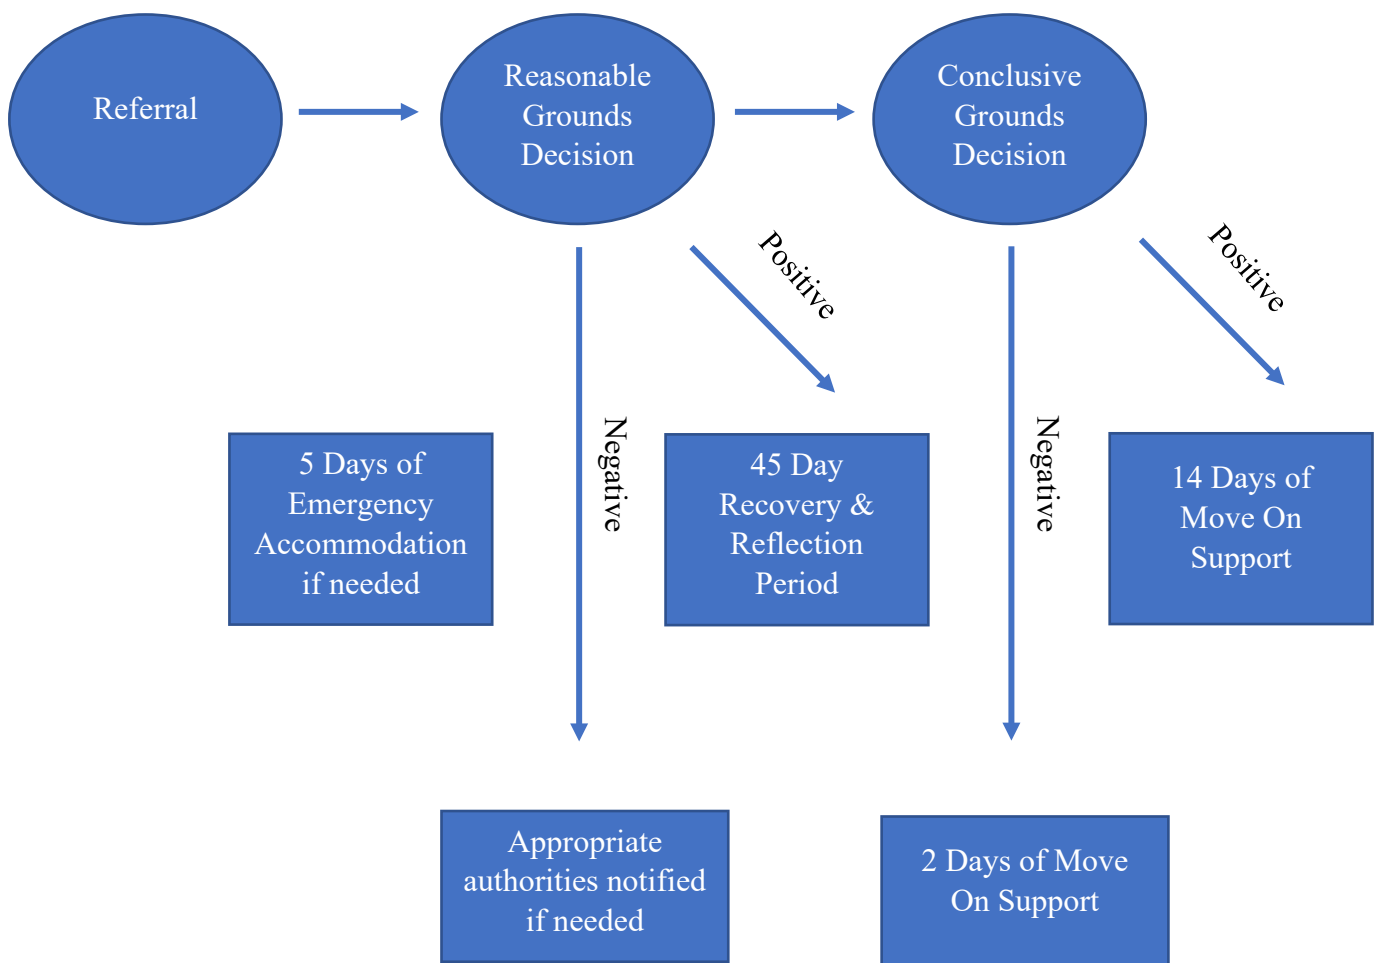 Referral
Reasonable
Grounds
Decision
Conclusive
Grounds
Decision
Positive
Positive
5 Days of
Emergency
Accommodation
if needed
Negative
45 Day
Recovery &
Reflection
Period
Negative
14 Days of
Move On
Support
Appropriate
authorities notified
if needed
2 Days of Move
On Support